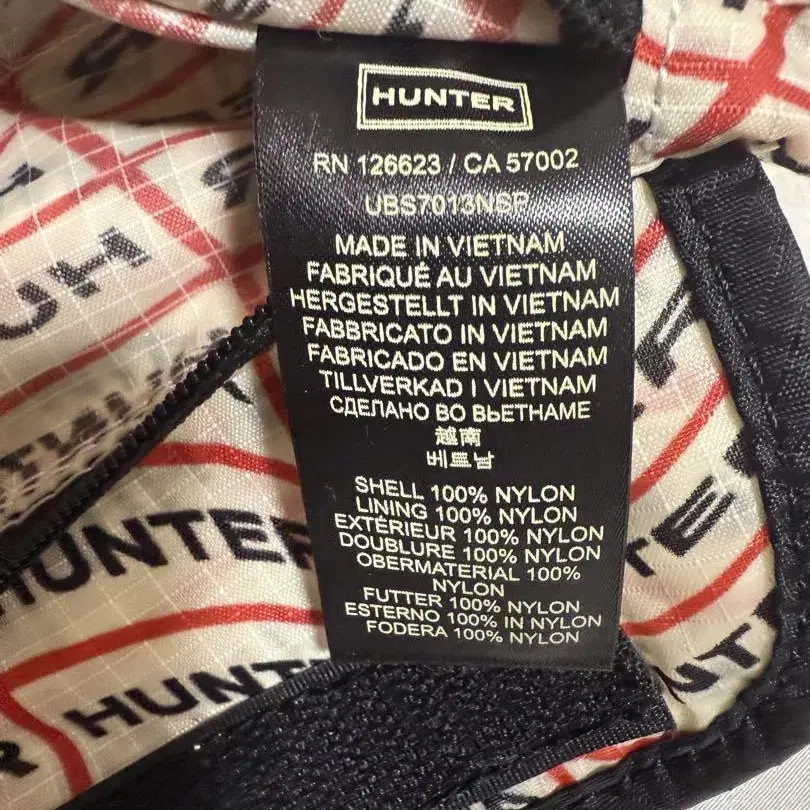 HUNTER
RN 126623 / CA 57002
UBS7013NSP
MADE IN VIETNAM
FABRIQUÉ AU VIETNAM
HERGESTELLT IN VIETNAM
FABBRICATO IN VIETNAM
FABRICADO EN VIETNAM
TILLVERKAD I VIETNAM
СДЕЛАНО ВО ВЬЕТНАМЕ
越南
베트남
SHELL 100% NYLON
LINING 100% NYLON
EXTÉRIEUR 100% NYLON
DOUBLURE 100% NYLON
OBERMATERIAL 100%
NYLON
FUTTER 100% NYLON
ESTERNO 100% IN NYLON
FODERA 100% NYLON
HUNTER
HUNTER